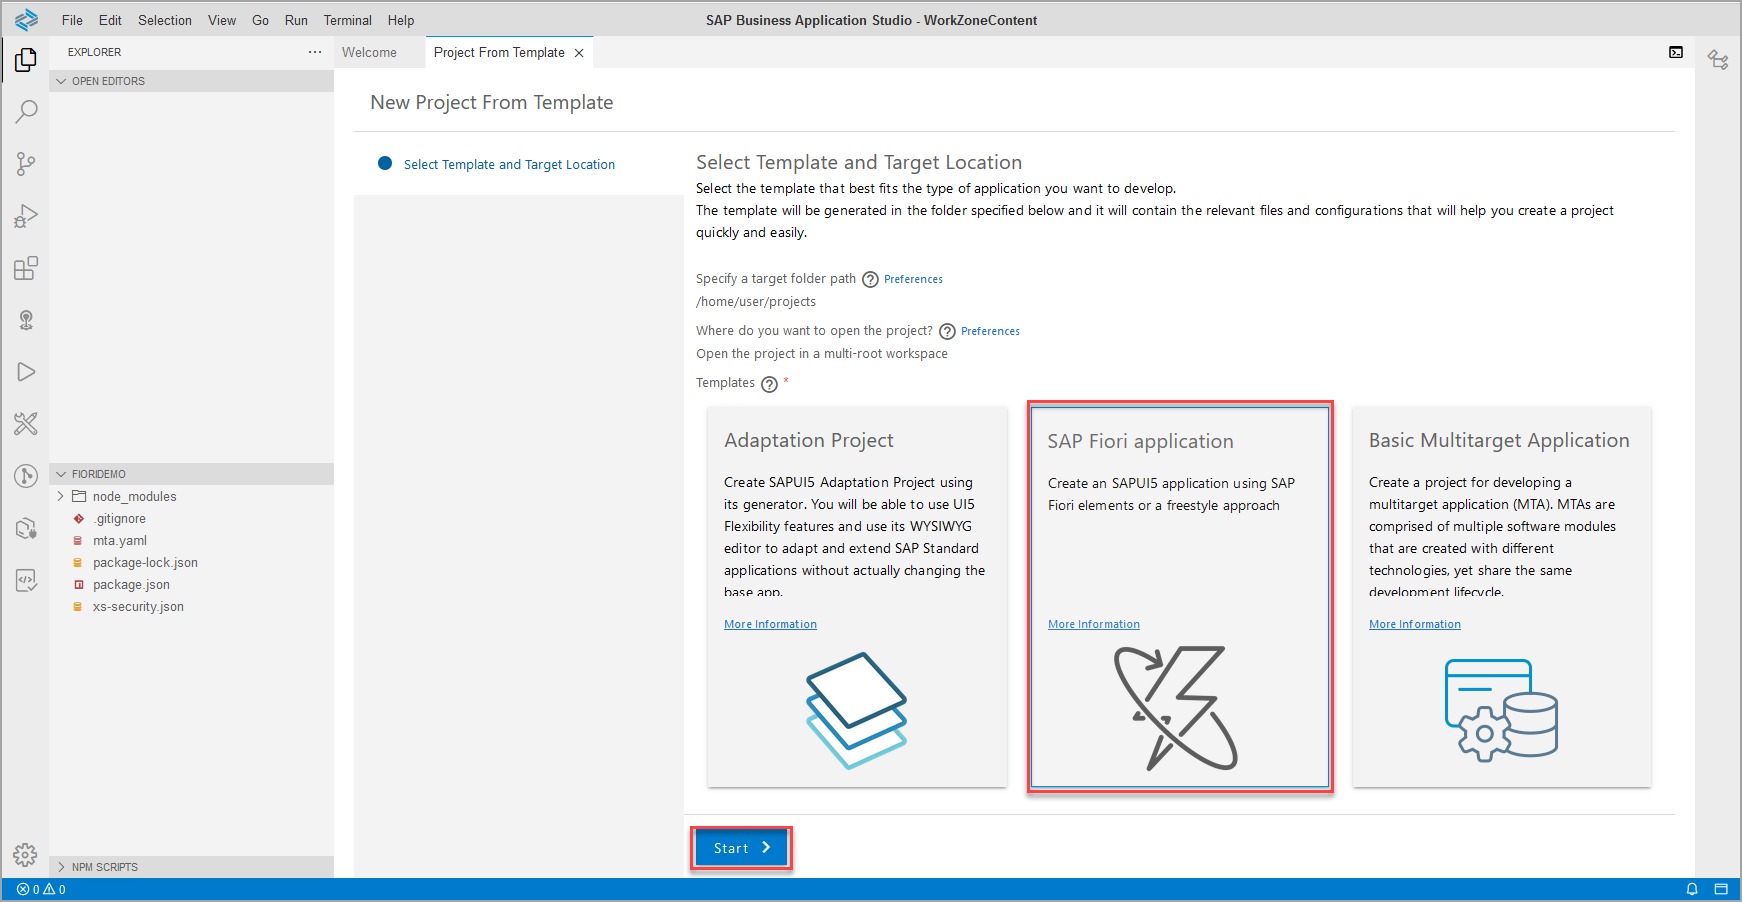 File Edit Selection View Go Run Terminal Help
SAP Business Application Studio - WorkZoneContent
EXPLORER
OPEN EDITORS
FIORIDEMO
node_modules
.gitignore
mta.yaml
package-lock.json
package.json
xs-security.json
NPM SCRIPTS
Welcome
Project From Template
New Project From Template
Select Template and Target Location
Select Template and Target Location
Select the template that best fits the type of application you want to develop.
The template will be generated in the folder specified below and it will contain the relevant files and configurations that will help you create a project
quickly and easily.
Specify a target folder path ? Preferences
/home/user/projects
Where do you want to open the project? ? Preferences
Open the project in a multi-root workspace
Templates ? *
Adaptation Project
Create SAPUI5 Adaptation Project using
its generator. You will be able to use UI5
Flexibility features and use its WYSIWYG
editor to adapt and extend SAP Standard
applications without actually changing the
base app.
More Information
SAP Fiori application
Create an SAPUI5 application using SAP
Fiori elements or a freestyle approach
More Information
Basic Multitarget Application
Create a project for developing a
multitarget application (MTA). MTAs are
comprised of multiple software modules
that are created with different
technologies, yet share the same
development lifecycle.
More Information
Start
0 0